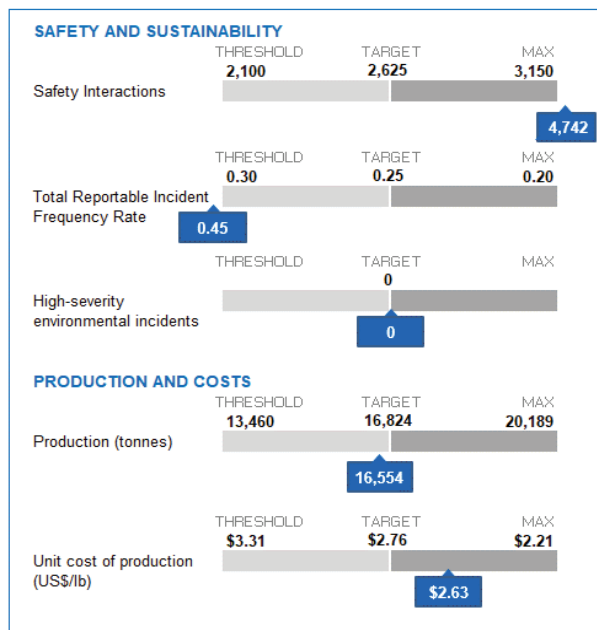 SAFETY AND SUSTAINABILITY
THRESHOLD TARGET MAX
2,100 2,625 3,150
Safety Interactions
4,742
THRESHOLD TARGET MAX
0.30 0.25 0.20
Total Reportable Incident
Frequency Rate
0.45
THRESHOLD TARGET MAX
0
High-severity
environmental incidents
0
PRODUCTION AND COSTS
THRESHOLD TARGET MAX
13,460 16,824 20,189
Production (tonnes)
16,554
THRESHOLD TARGET MAX
$3.31 $2.76 $2.21
Unit cost of production
(US$/lb)
$2.63